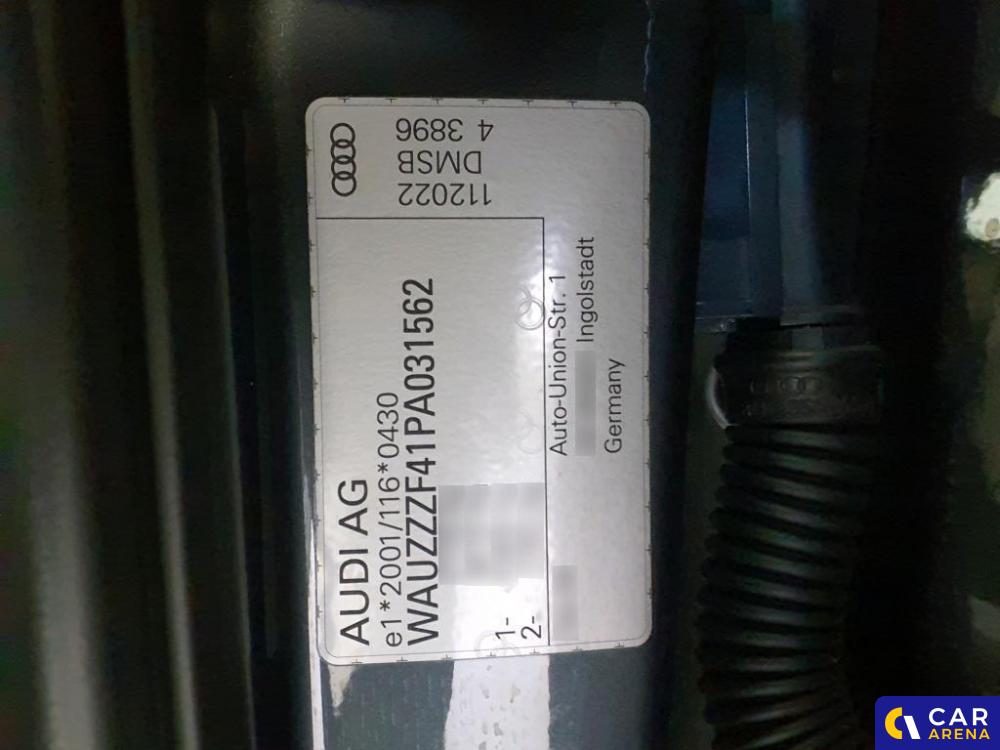 AUDI AG
e1*2001/116*0430
WAUZZZF41PA031562
1-
2-
Auto-Union-Str. 1
Ingolstadt
Germany
112022
DMSB
4 3896
CAR
ARENA